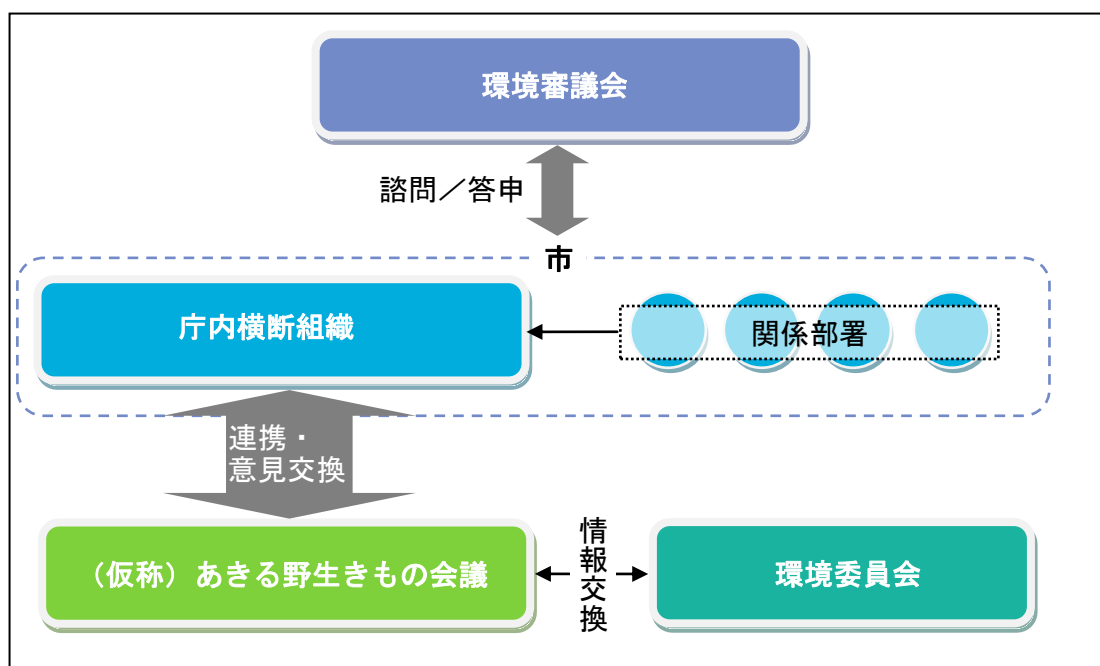 環境審議会
諮問／答申
市
庁内横断組織
関係部署
連携・
意見交換
（仮称）あきる野生きもの会議
情報交換
環境委員会